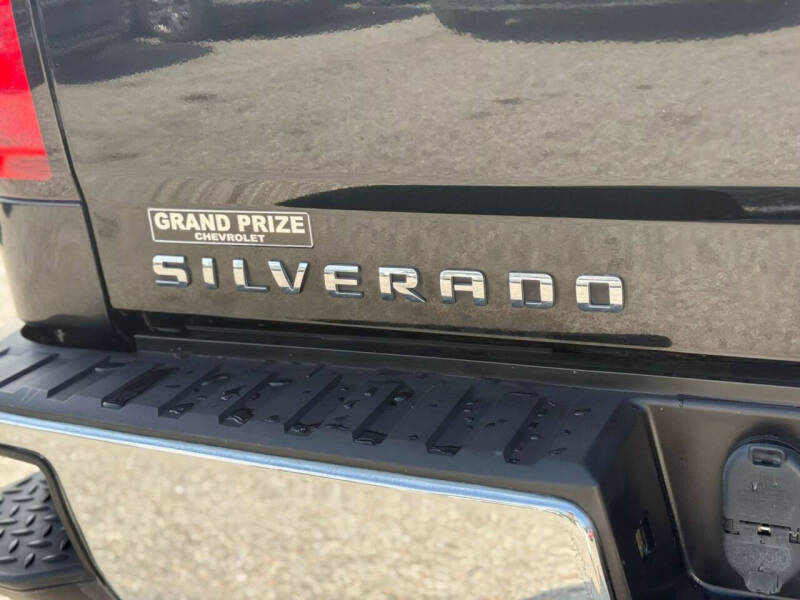 GRAND PRIZE
CHEVROLET
SILVERADO